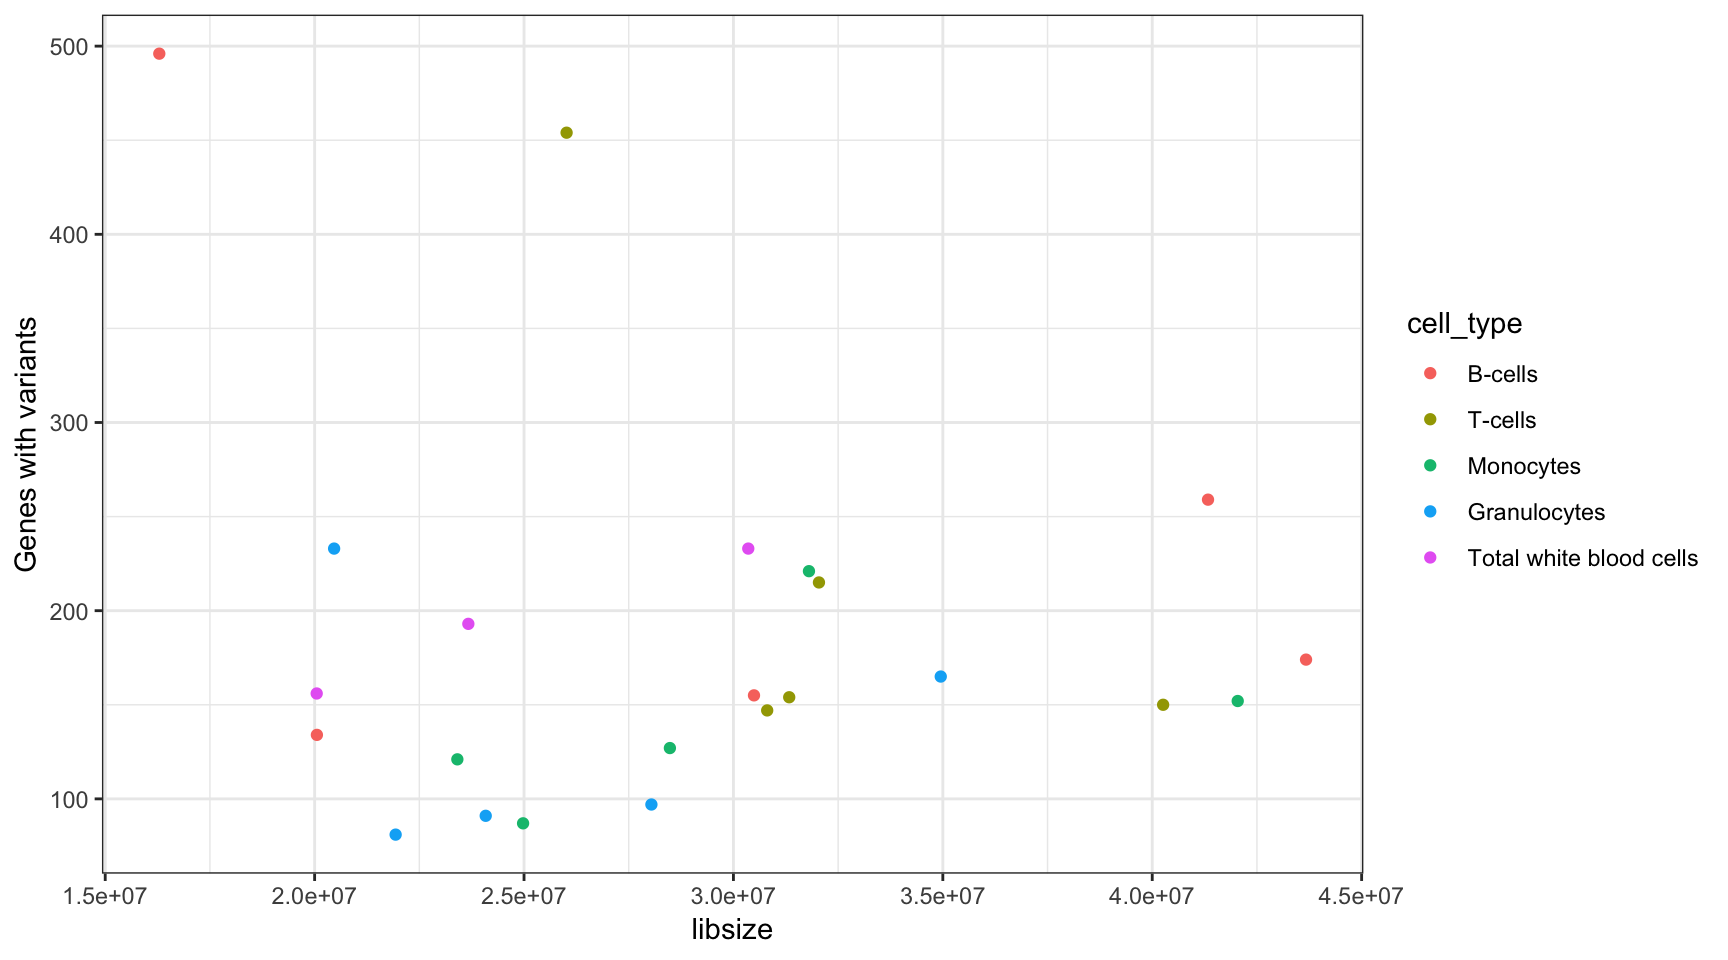 500
400
300
200
100
Genes with variants
1.5e+07 2.0e+07 2.5e+07 3.0e+07 3.5e+07 4.0e+07 4.5e+07
libsize
cell_type
B-cells
T-cells
Monocytes
Granulocytes
Total white blood cells